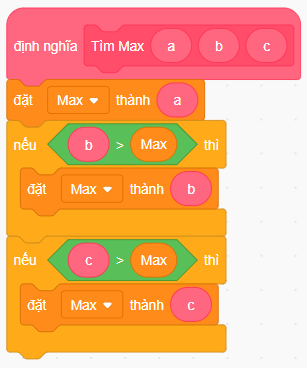 định nghĩa Tìm Max a b c
đặt Max thành a
nếu b > Max thì
đặt Max thành b
nếu c > Max thì
đặt Max thành c